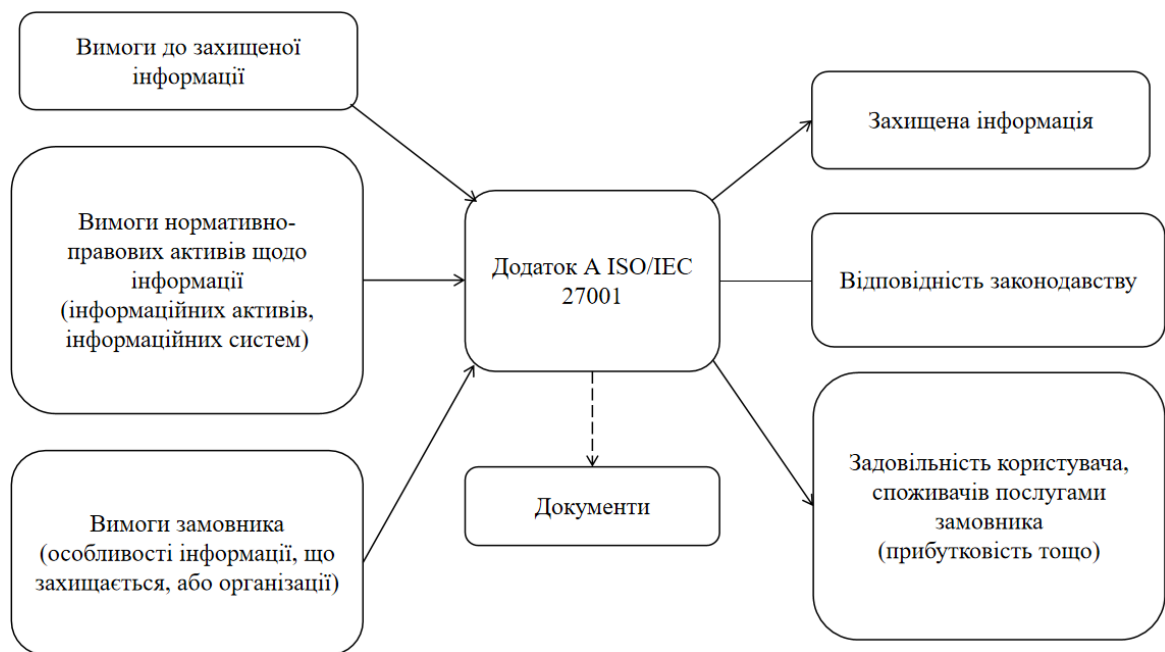 Вимоги до захищеної
інформації
Вимоги нормативно-
правових активів щодо
інформації
(інформаційних активів,
інформаційних систем)
Вимоги замовника
(особливості інформації, що
захищається, або організації)
Додаток А ISO/IEC
27001
Документи
Захищена інформація
Відповідність законодавству
Задовільність користувача,
споживачів послугами
замовника
(прибутковість тощо)